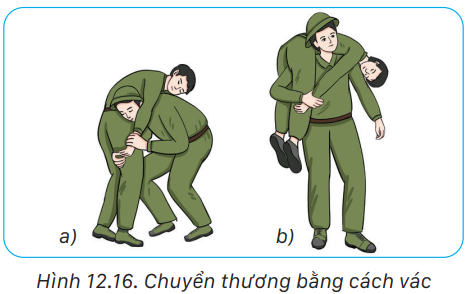 a)
b)
Hình 12.16. Chuyển thương bằng cách vác